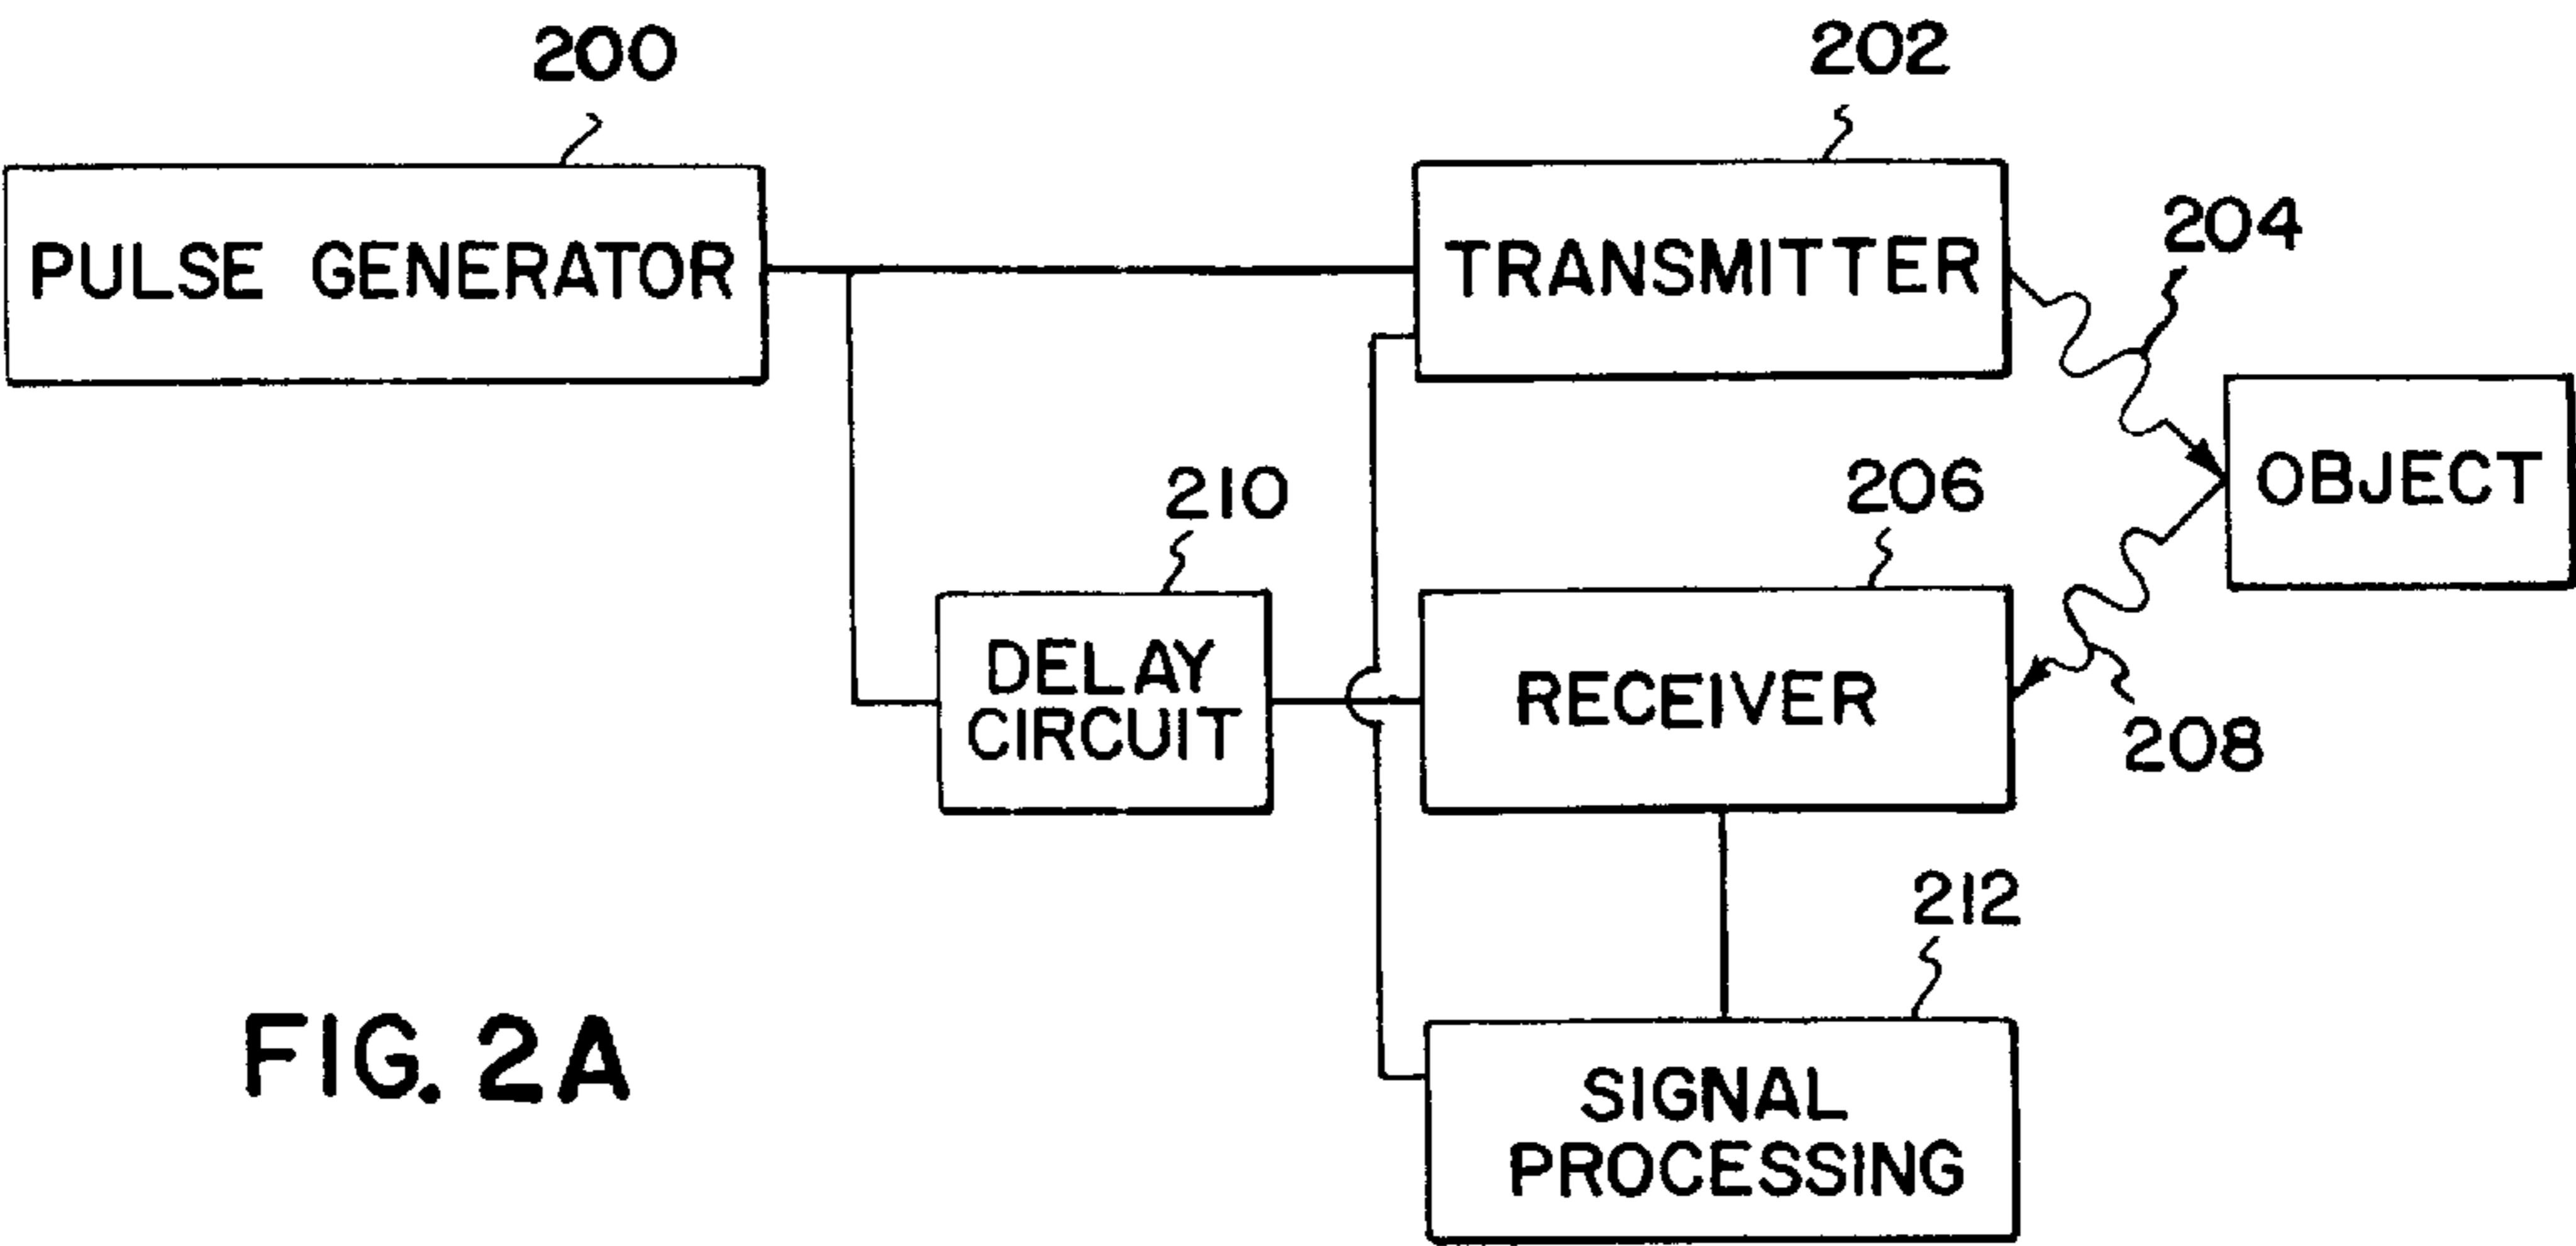 200
202
PULSE GENERATOR
TRANSMITTER
204
OBJECT
210
206
DELAY
CIRCUIT
RECEIVER
208
212
SIGNAL
PROCESSING
FIG. 2A